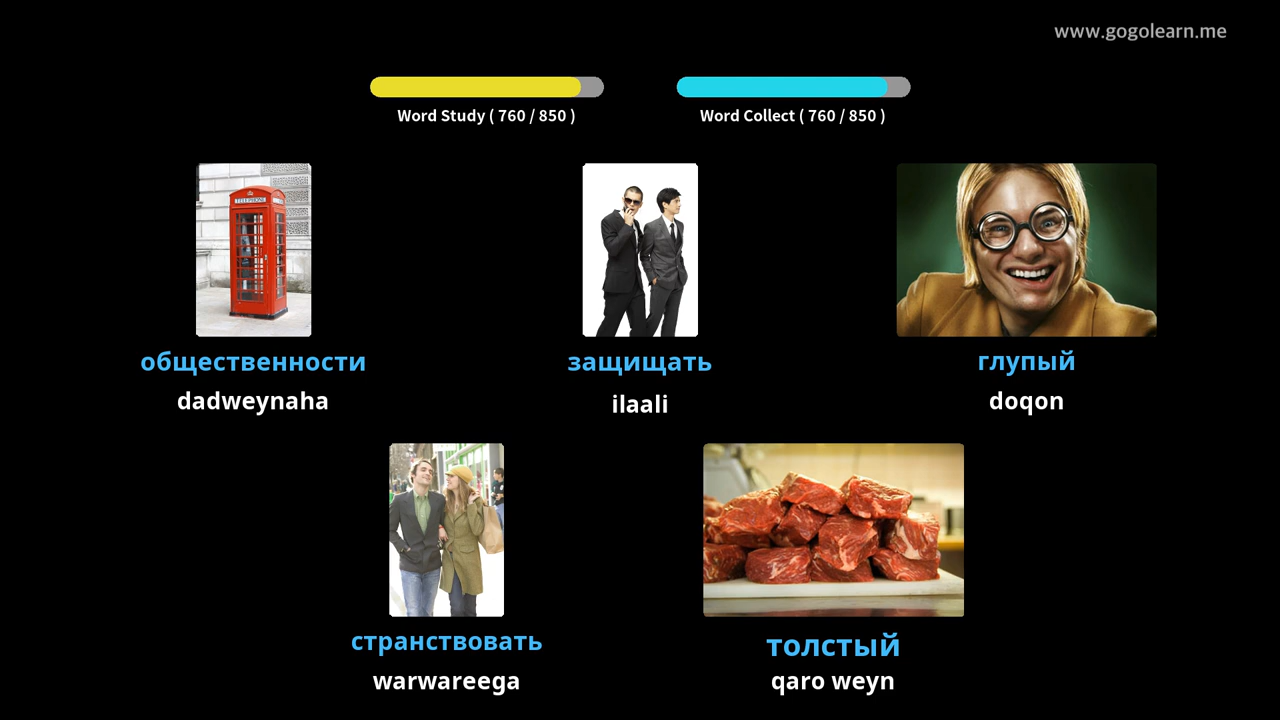 www.gogolearn.me
Word Study ( 760 / 850 )
Word Collect ( 760 / 850 )
TELEPHONE
общественности
dadweynaha
защищать
ilaali
глупый
doqon
странствовать
warwareega
толстый
qaro weyn